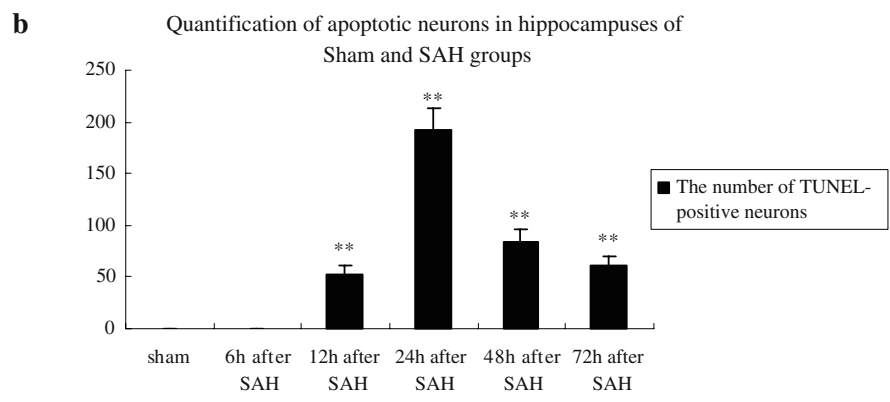 b
Quantification of apoptotic neurons in hippocampuses of
Sham and SAH groups
250
200
150
100
50
0
**
**
**
**
sham
6h after
SAH
12h after
SAH
24h after
SAH
48h after
SAH
72h after
SAH
The number of TUNEL-
positive neurons